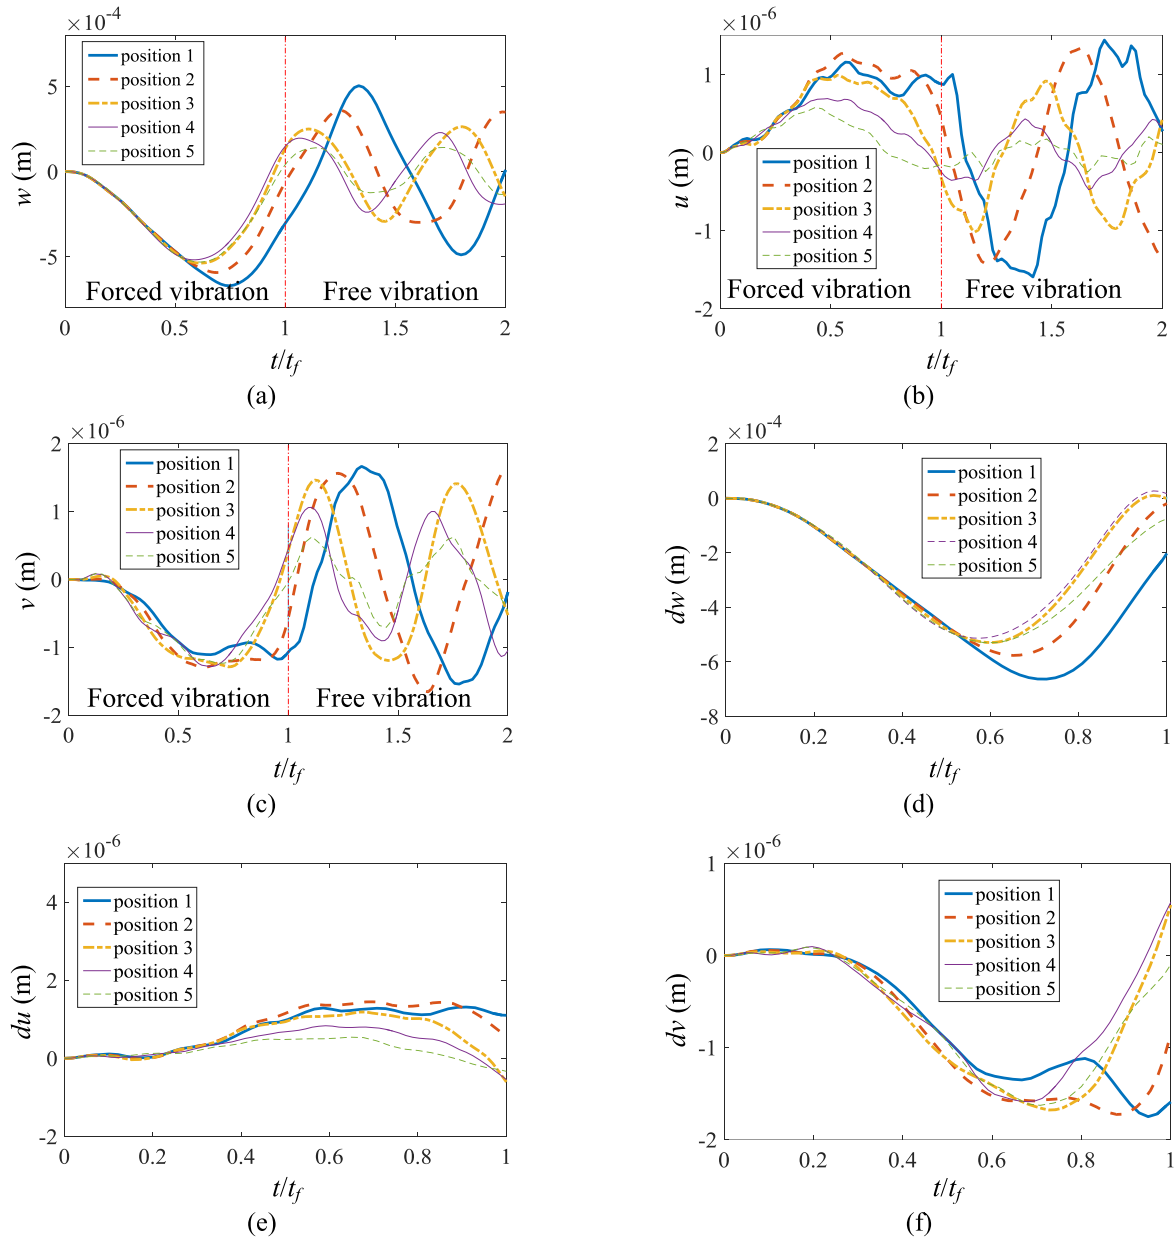 ×10⁻⁴
5
0
-5
w (m)
position 1
position 2
position 3
position 4
position 5
Forced vibration
Free vibration
0 0.5 1 1.5 2
t/t_f
(a)
×10⁻⁶
1
0
-1
-2
u (m)
position 1
position 2
position 3
position 4
position 5
Forced vibration
Free vibration
0 0.5 1 1.5 2
t/t_f
(b)
×10⁻⁶
2
1
0
-1
-2
v (m)
position 1
position 2
position 3
position 4
position 5
Forced vibration
Free vibration
0 0.5 1 1.5 2
t/t_f
(c)
×10⁻⁴
2
0
-2
-4
-6
-8
dw (m)
position 1
position 2
position 3
position 4
position 5
0 0.2 0.4 0.6 0.8 1
t/t_f
(d)
×10⁻⁶
4
2
0
-2
du (m)
position 1
position 2
position 3
position 4
position 5
0 0.2 0.4 0.6 0.8 1
t/t_f
(e)
×10⁻⁶
1
0
-1
-2
dv (m)
position 1
position 2
position 3
position 4
position 5
0 0.2 0.4 0.6 0.8 1
t/t_f
(f)